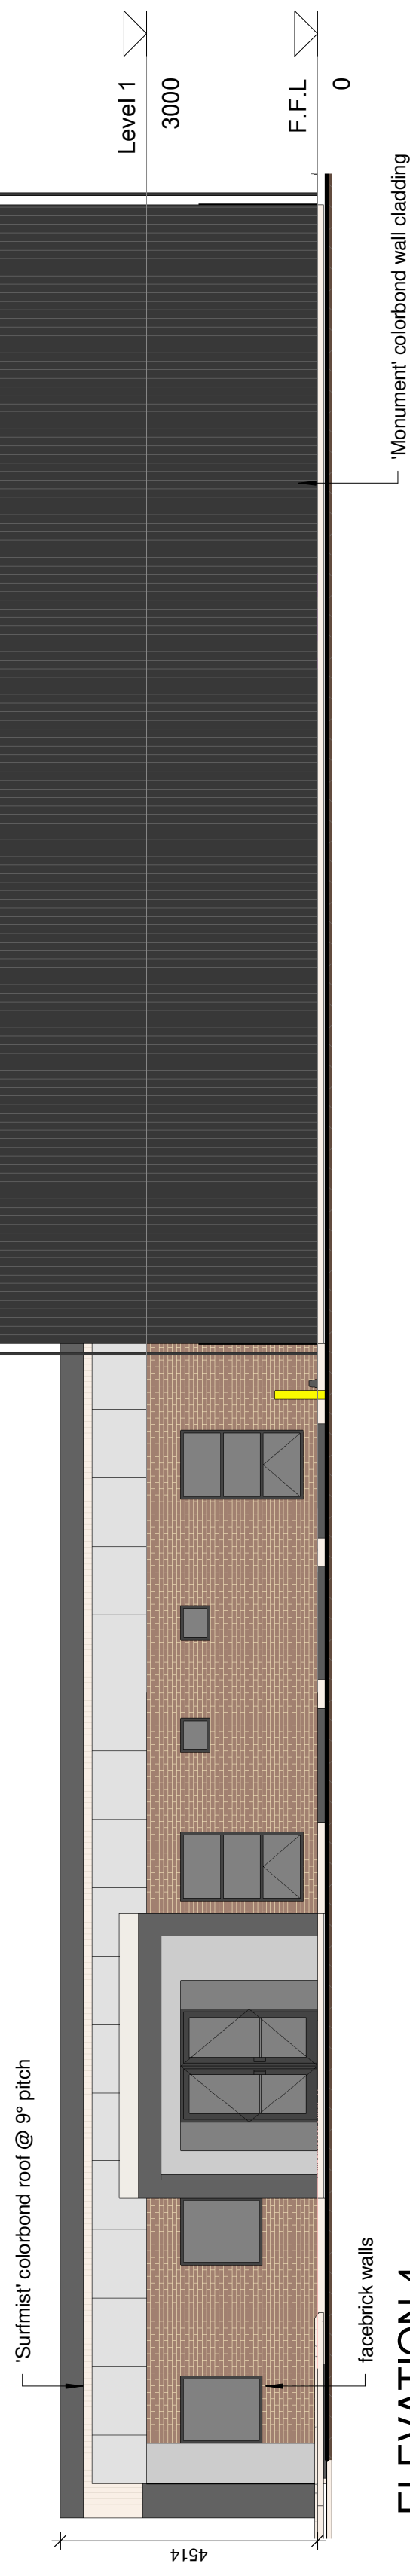 'Surfmist' colorbond roof @ 9° pitch
Level 1
3000
F.F.L
0
4514
facebrick walls
'Monument' colorbond wall cladding